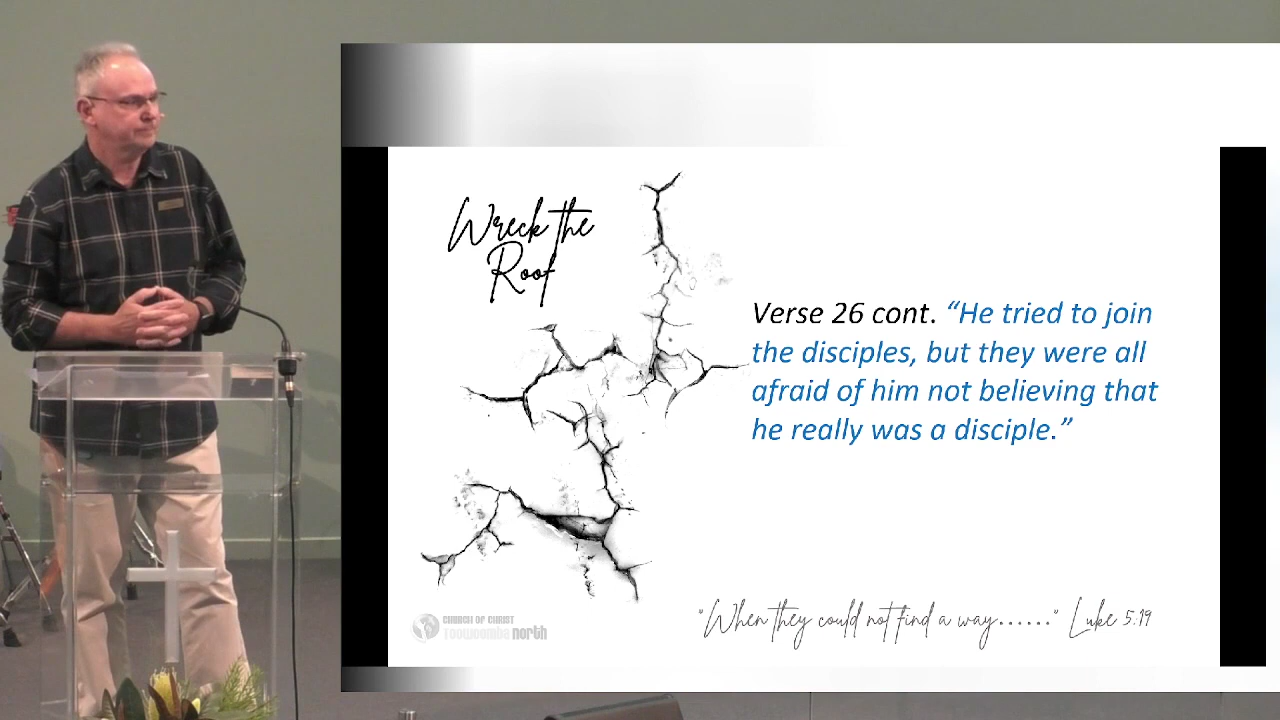 Wreck the
Roof
Verse 26 cont. “He tried to join
the disciples, but they were all
afraid of him not believing that
he really was a disciple.”
CHURCH OF CHRIST
TOOWOOMBA NORTH
"When they could not find a way......" Luke 5:19